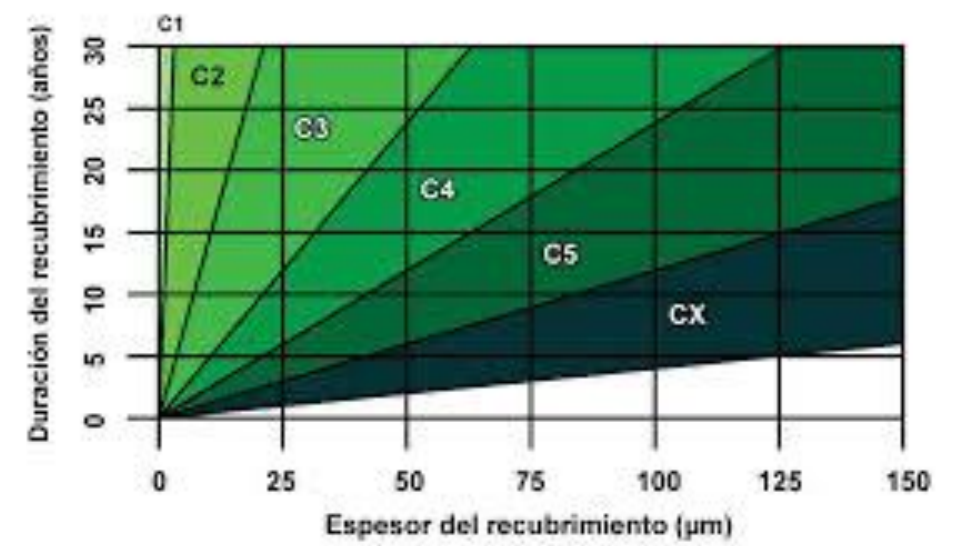 C1
Duración del recubrimiento (años)
30
25
20
15
10
5
0
C2
C3
C4
C5
CX
0 25 50 75 100 125 150
Espesor del recubrimiento (µm)